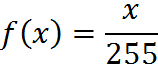 f(x) = x/255